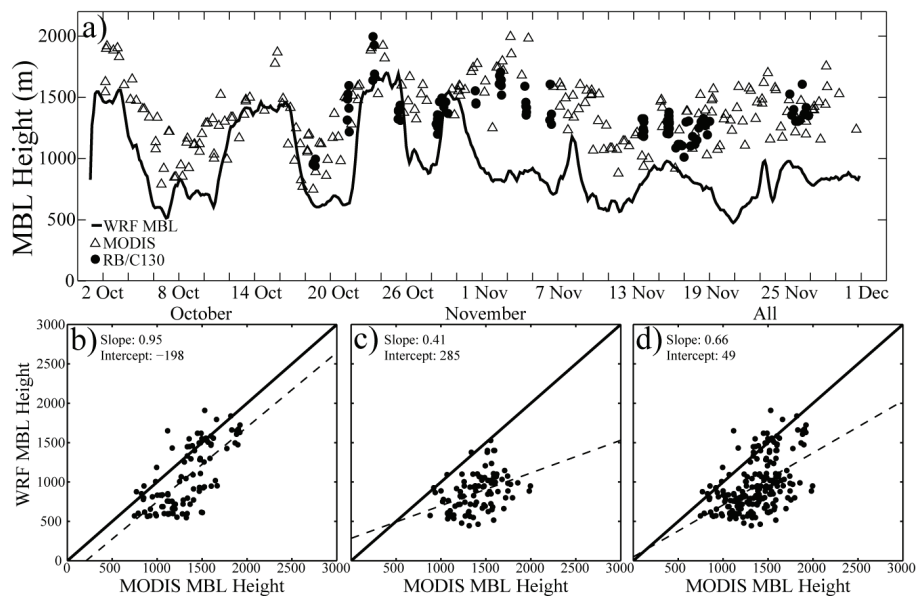 a)
2000
1500
1000
500
0
MBL Height (m)
WRF MBL
MODIS
RB/C130
2 Oct 8 Oct 14 Oct 20 Oct 26 Oct 1 Nov 7 Nov 13 Nov 19 Nov 25 Nov 1 Dec
October November All
b) Slope: 0.95
Intercept: −198
c) Slope: 0.41
Intercept: 285
d) Slope: 0.66
Intercept: 49
3000
2500
2000
1500
1000
500
0
WRF MBL Height
0 500 1000 1500 2000 2500 3000
500 1000 1500 2000 2500 3000
500 1000 1500 2000 2500 3000
MODIS MBL Height MODIS MBL Height MODIS MBL Height